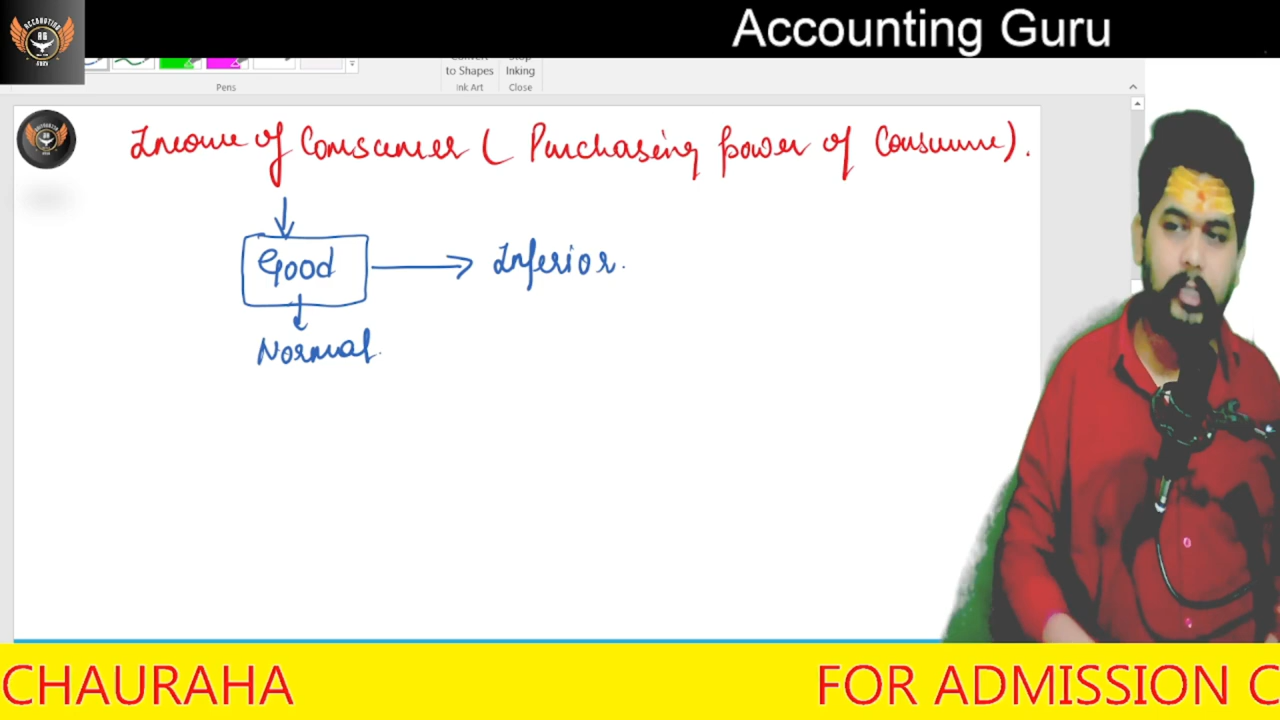 Accounting Guru
Convert Stop
to Shapes Inking
Pens Ink Art Close
Income of Consumer ( Purchasing power of Consumer).
Good Inferior.
Normal.
CHAURAHA FOR ADMISSION C